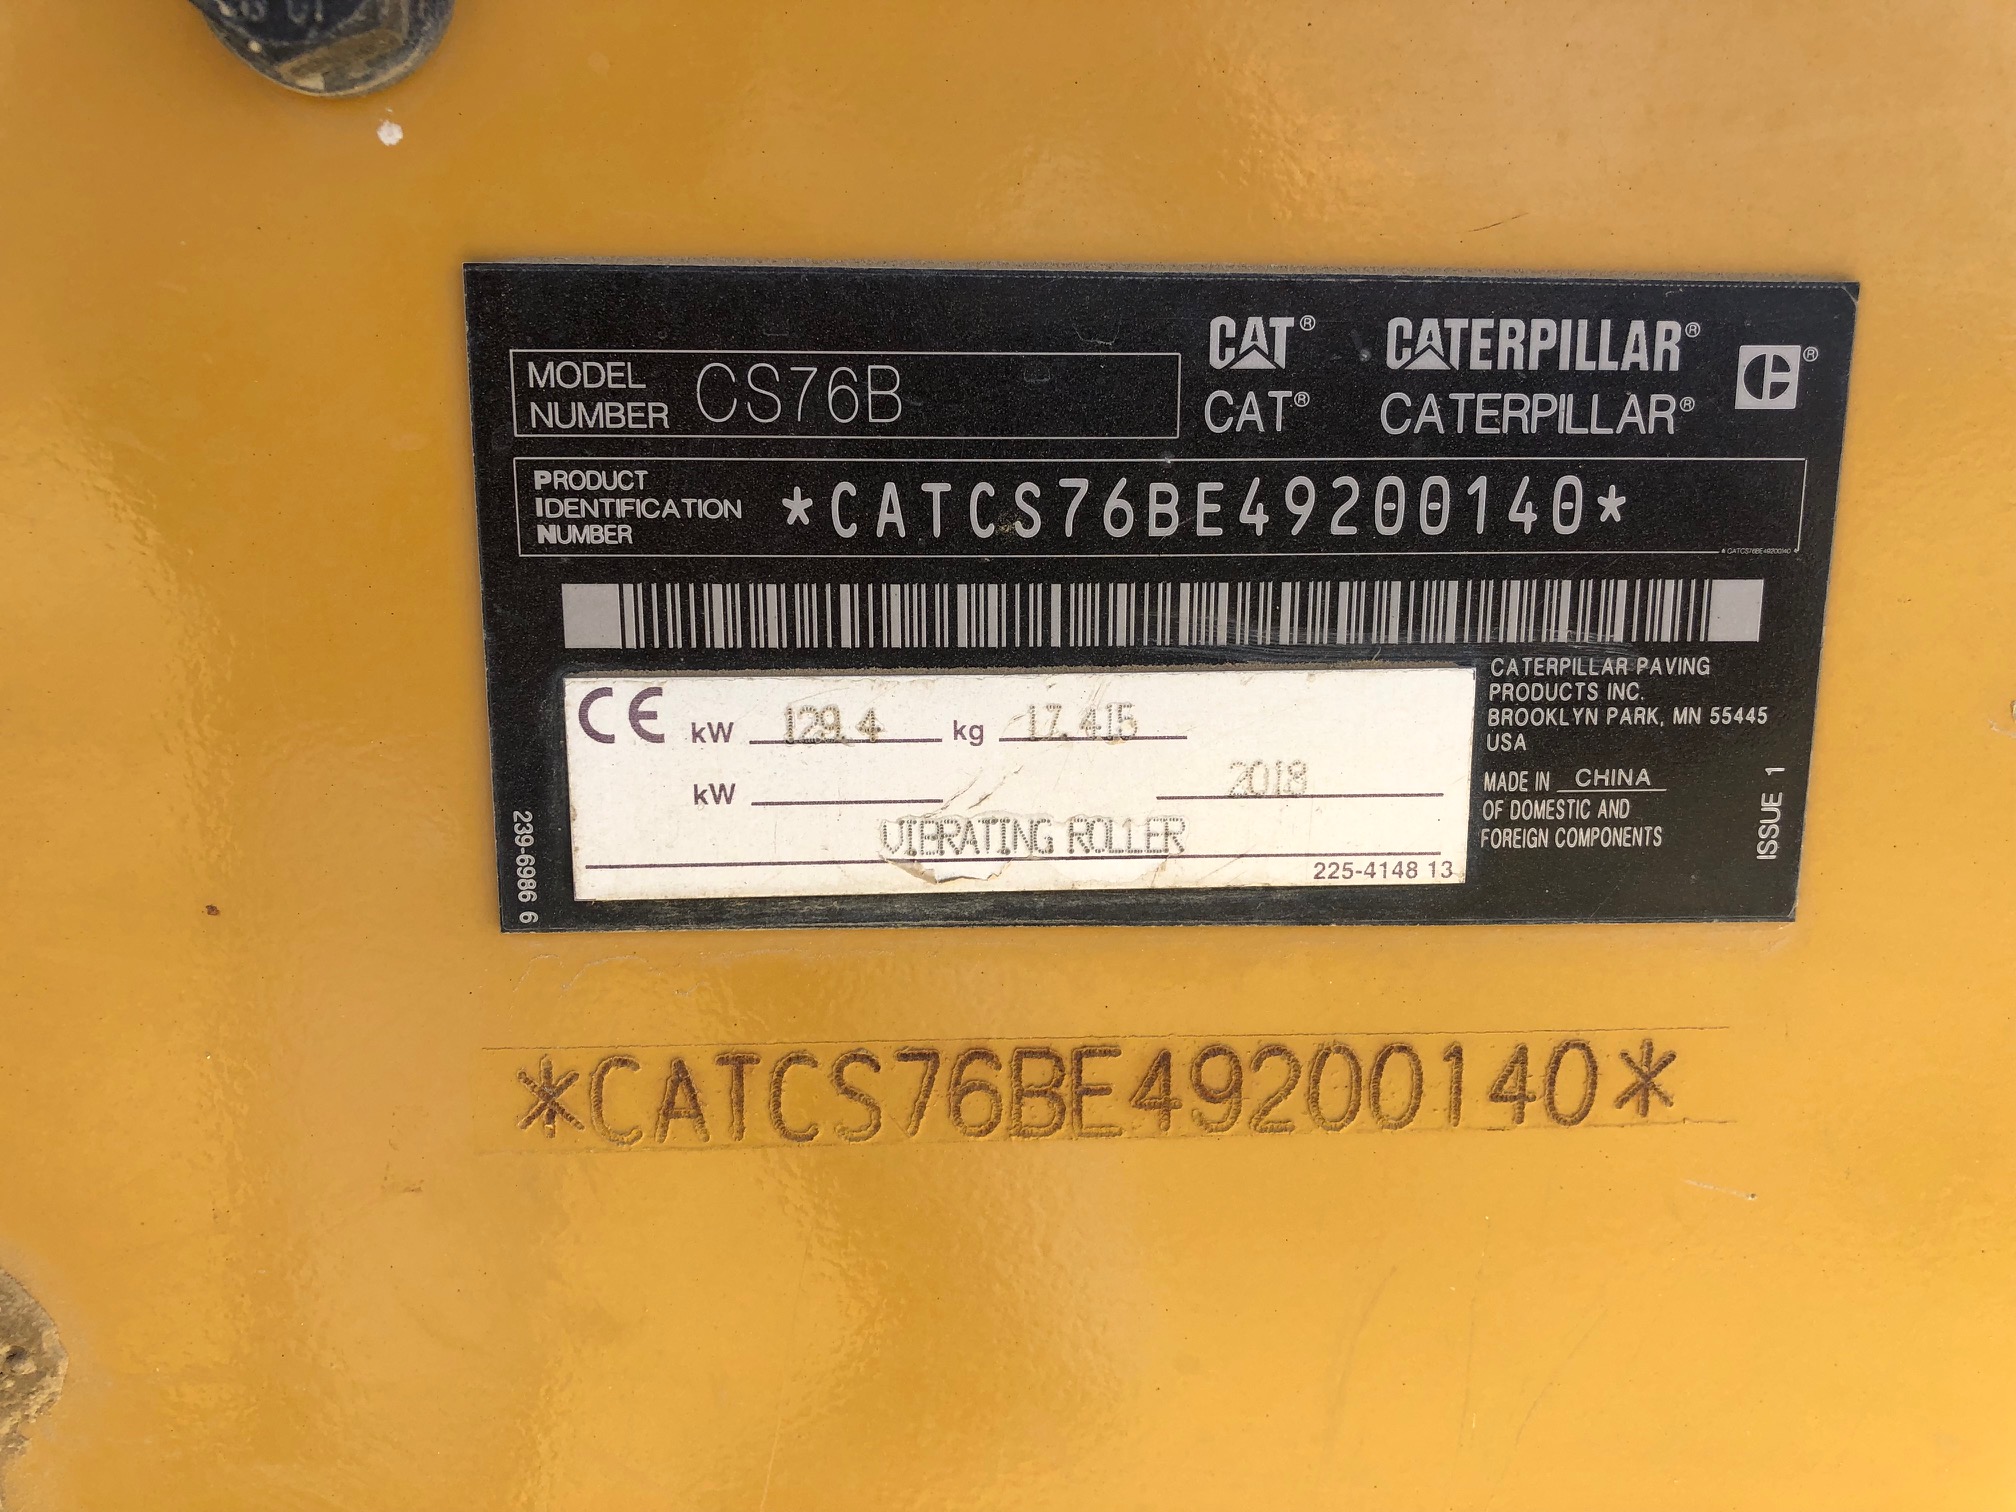 CAT® CATERPILLAR®
MODEL NUMBER CS76B
CAT® CATERPILLAR®
PRODUCT IDENTIFICATION NUMBER *CATCS76BE49200140*
*CATCS76BE49200140
CE kW 129.4 kg 17.415
kW 2018
VIBRATING ROLLER
225-4148 13
CATERPILLAR PAVING
PRODUCTS INC.
BROOKLYN PARK, MN 55445
USA
MADE IN CHINA
OF DOMESTIC AND
FOREIGN COMPONENTS
ISSUE 1
239-6986 6
*CATCS76BE49200140*